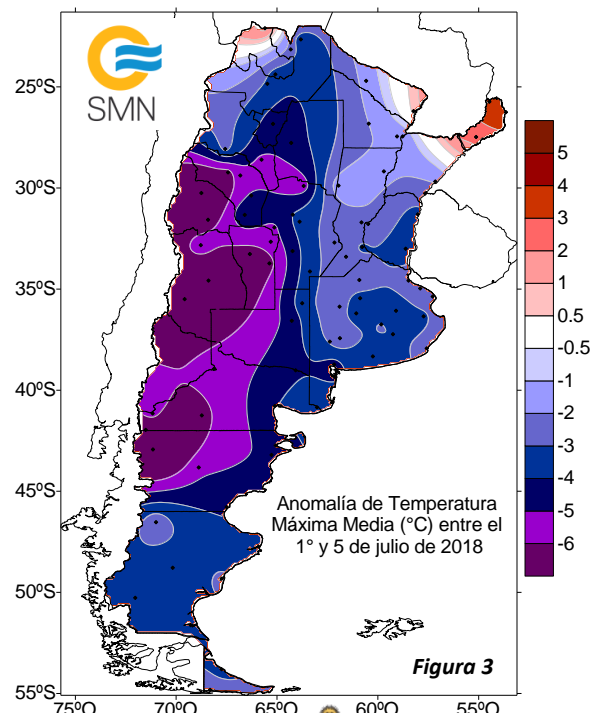 SMN
25ºS
30ºS
35ºS
40ºS
45ºS
50ºS
55ºS
75ºO
70ºO
65ºO
60ºO
55ºO
5
4
3
2
1
0.5
-0.5
-1
-2
-3
-4
-5
-6
Anomalía de Temperatura
Máxima Media (°C) entre el
1° y 5 de julio de 2018
Figura 3